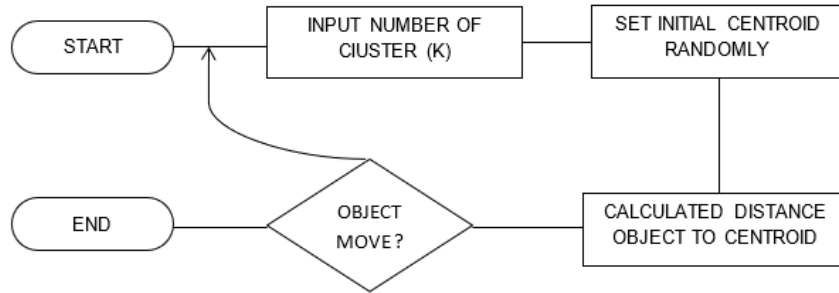 START
INPUT NUMBER OF
CIUSTER (K)
SET INITIAL CENTROID
RANDOMLY
END
OBJECT
MOVE?
CALCULATED DISTANCE
OBJECT TO CENTROID